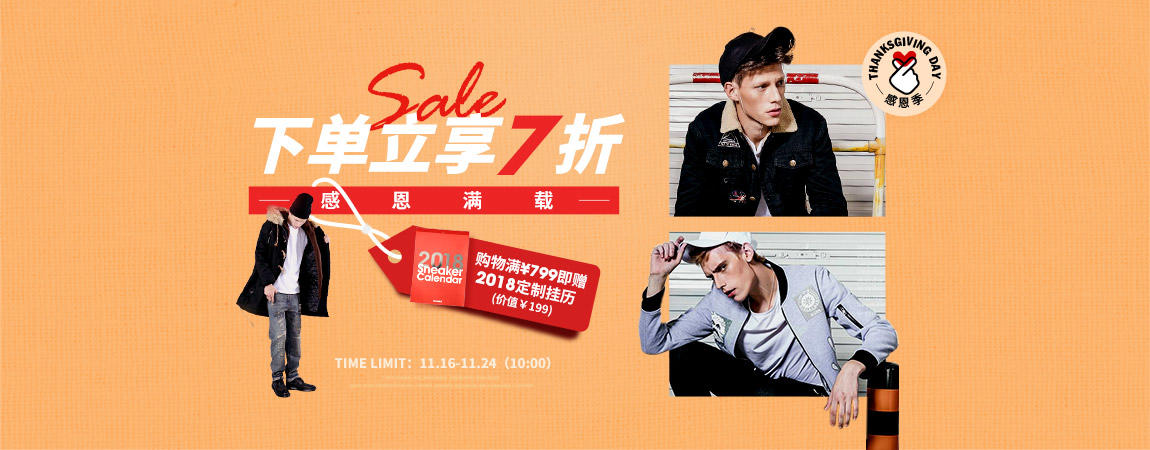 Sale
下单立享7折
感恩满载
2018
Sneaker
Calendar
购物满¥799即赠
2018定制挂历
(价值¥199)
TIME LIMIT：11.16-11.24（10:00）
THANKSGIVING DAY
感恩季